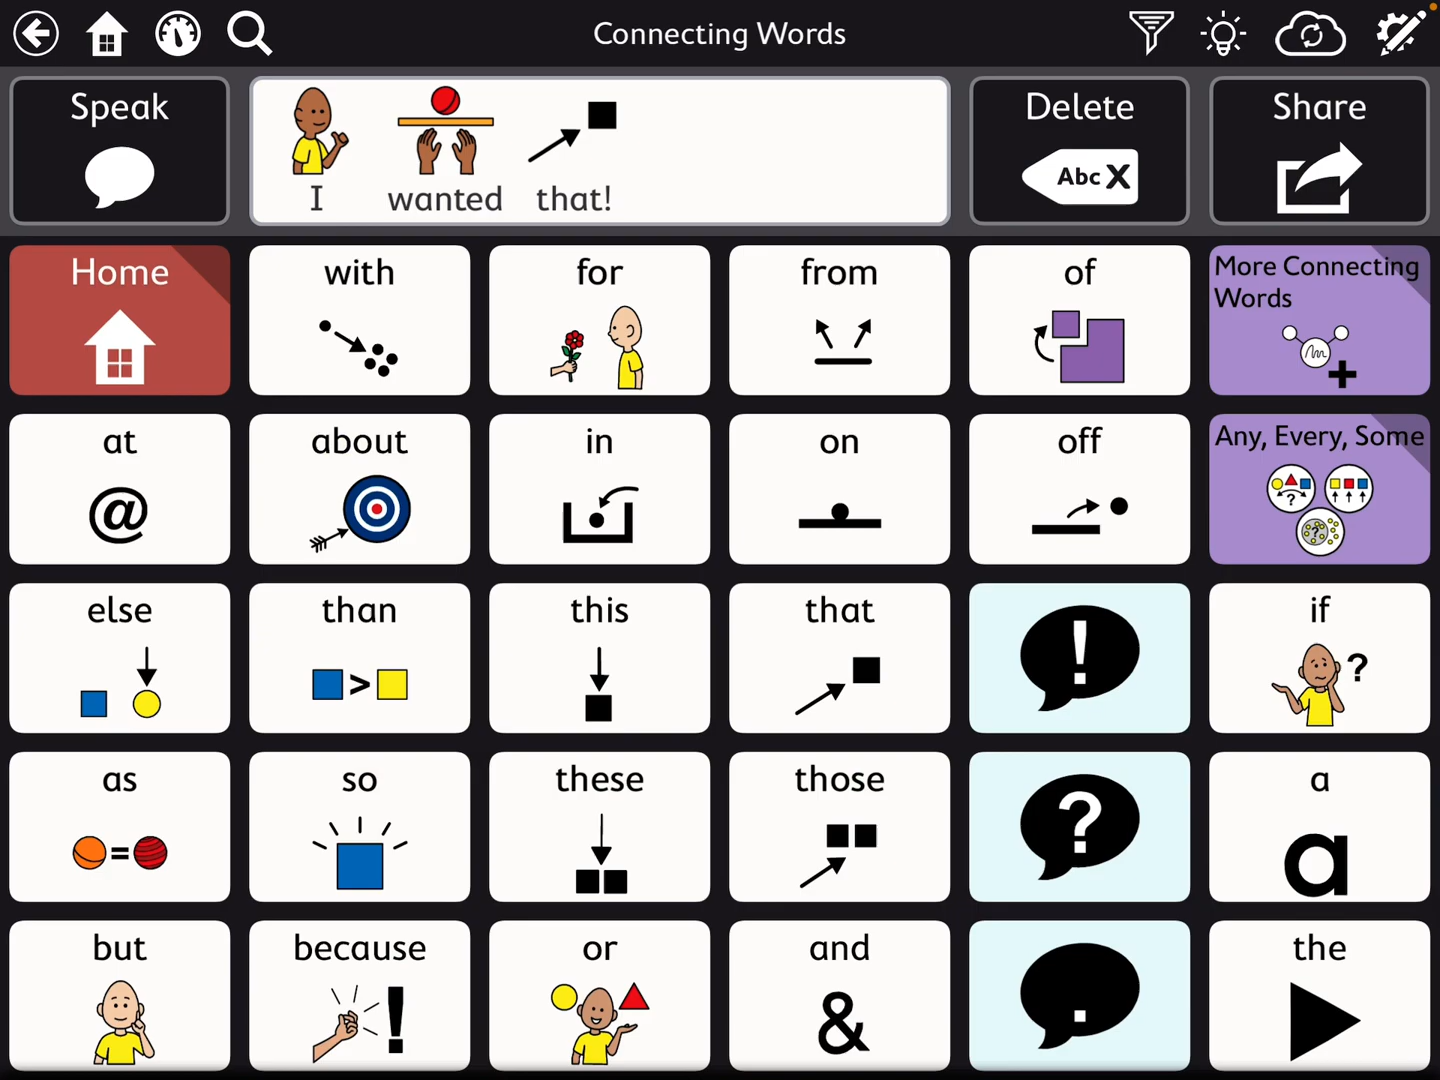 Connecting Words
Speak
I wanted that!
Delete
Abc X
Share
Home
with
for
from
of
More Connecting
Words
at
@
about
in
on
off
Any, Every, Some
?
?
else
than
>
this
that
!
if
?
as
=
so
these
those
?
a
a
but
because
!
or
and
&
.
the